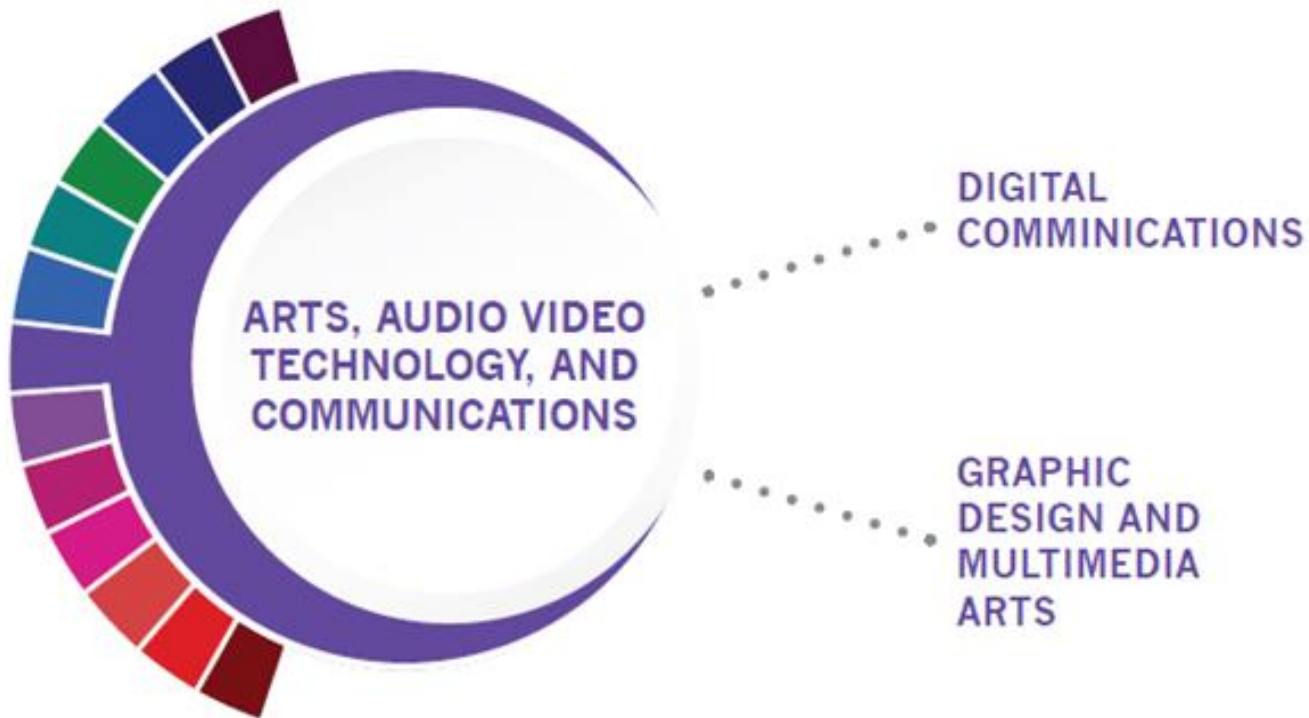 ARTS, AUDIO VIDEO
TECHNOLOGY, AND
COMMUNICATIONS
DIGITAL
COMMINICATIONS
GRAPHIC
DESIGN AND
MULTIMEDIA
ARTS